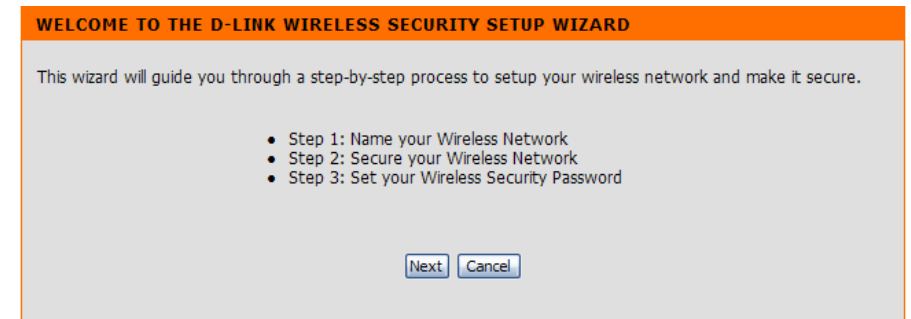 WELCOME TO THE D-LINK WIRELESS SECURITY SETUP WIZARD
This wizard will guide you through a step-by-step process to setup your wireless network and make it secure.
• Step 1: Name your Wireless Network
• Step 2: Secure your Wireless Network
• Step 3: Set your Wireless Security Password
Next Cancel